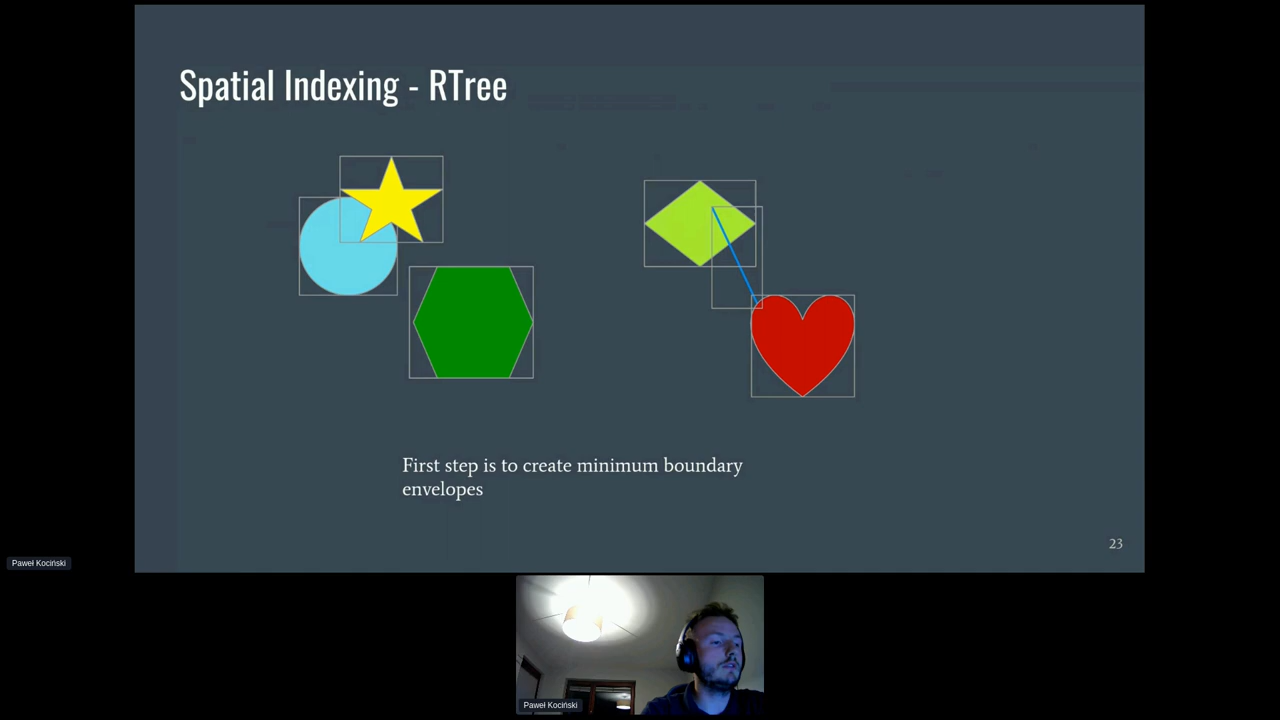 Spatial Indexing - RTree
First step is to create minimum boundary
envelopes
23
Paweł Kociński
Paweł Kociński